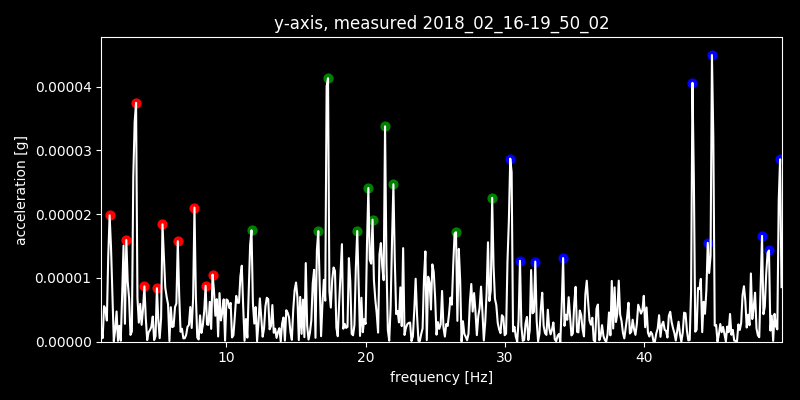 y-axis, measured 2018_02_16-19_50_02
0.00004
0.00003
0.00002
0.00001
0.00000
acceleration [g]
10 20 30 40
frequency [Hz]